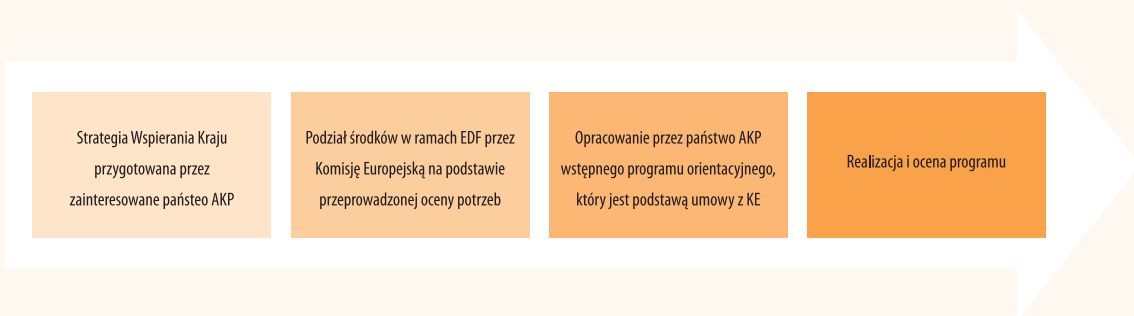 Strategia Wspierania Kraju
przygotowana przez
zainteresowane państeo AKP
Podział środków w ramach EDF przez
Komisję Europejską na podstawie
przeprowadzonej oceny potrzeb
Opracowanie przez państwo AKP
wstępnego programu orientacyjnego,
który jest podstawą umowy z KE
Realizacja i ocena programu